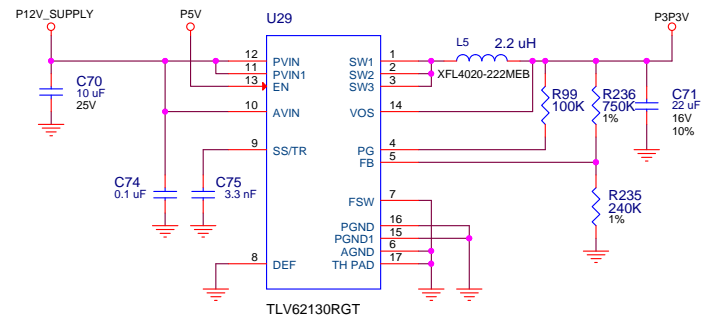 P12V_SUPPLY
P5V
U29
P3P3V
12 PVIN
11 PVIN1
13 EN
10 AVIN
9 SS/TR
8 DEF
SW1 1
SW2 2
SW3 3
VOS 14
PG 4
FB 5
FSW 7
PGND 16
PGND1 15
AGND 6
TH PAD 17
TLV62130RGT
L5 2.2 uH
XFL4020-222MEB
C70
10 uF
25V
C74
0.1 uF
C75
3.3 nF
R99
100K
R236
750K
1%
C71
22 uF
16V
10%
R235
240K
1%